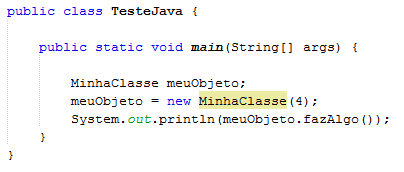 public class TesteJava {
public static void main(String[] args) {
MinhaClasse meuObjeto;
meuObjeto = new MinhaClasse(4);
System.out.println(meuObjeto.fazAlgo());
}
}